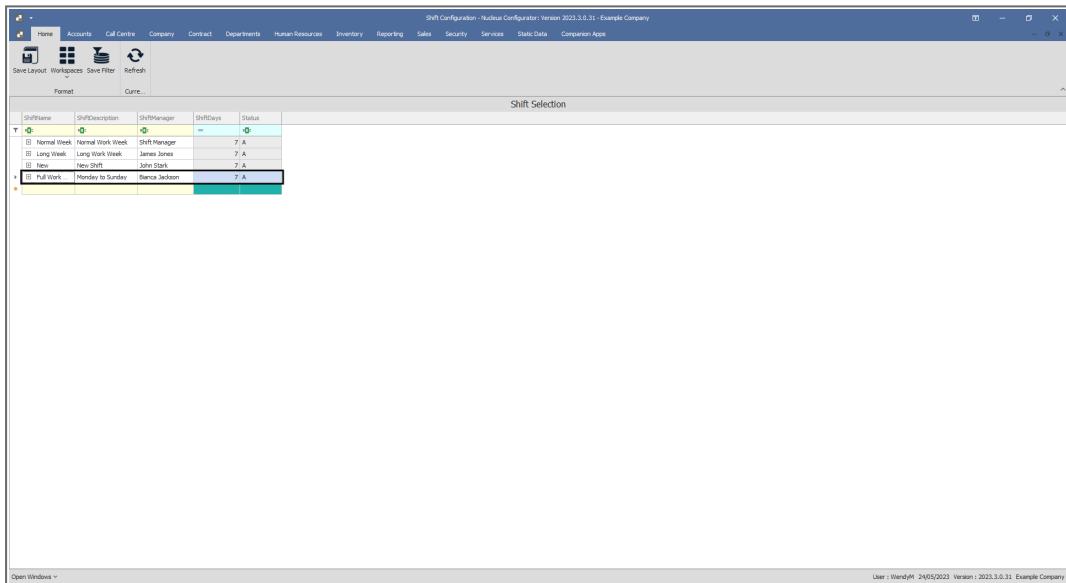 Shift Configuration - Nucleus Configurator: Version 2023.3.0.31 - Example Company
Home Accounts Call Centre Company Contract Departments Human Resources Inventory Reporting Sales Security Services Static Data Companion Apps
Save Layout Workspaces Save Filter Refresh
Format Curre...
Shift Selection
ShiftName ShiftDescription ShiftManager ShiftDays Status
Normal Week Normal Work Week Shift Manager 7 A
Long Week Long Work Week James Jones 7 A
New New Shift John Stark 7 A
Full Work ... Monday to Sunday Bianca Jackson 7 A
Open Windows
User : WendyM 24/05/2023 Version : 2023.3.0.31 Example Company